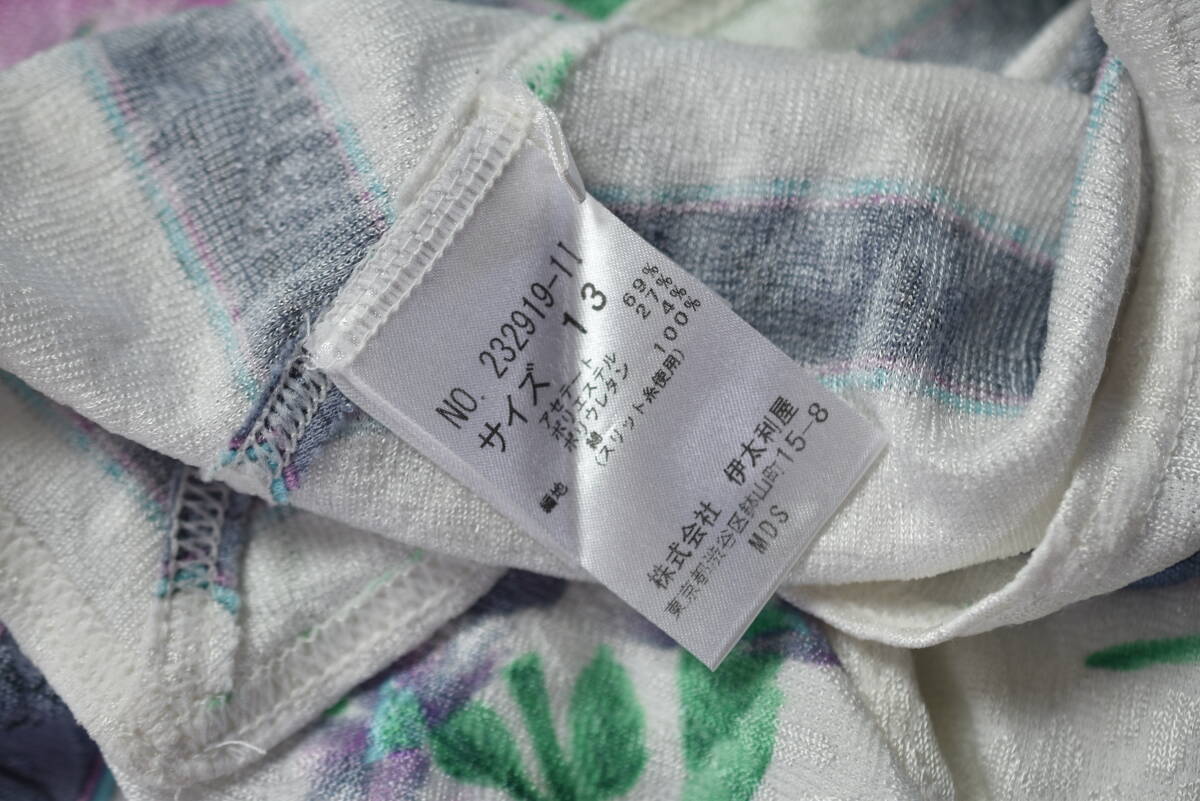 NO. 232919-11
サイズ 13
アセテート 69%
ポリエステル 27%
ポリウレタン 4%
編地 綿 100%
(スリット糸使用)
株式会社 伊太利屋
東京都渋谷区鉢山町15-8
MDS